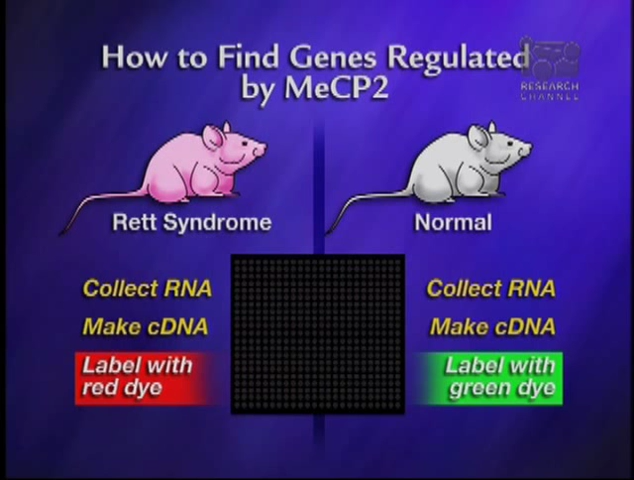 How to Find Genes Regulated
by MeCP2
RESEARCH
CHANNEL
Rett Syndrome
Normal
Collect RNA
Collect RNA
Make cDNA
Make cDNA
Label with
red dye
Label with
green dye